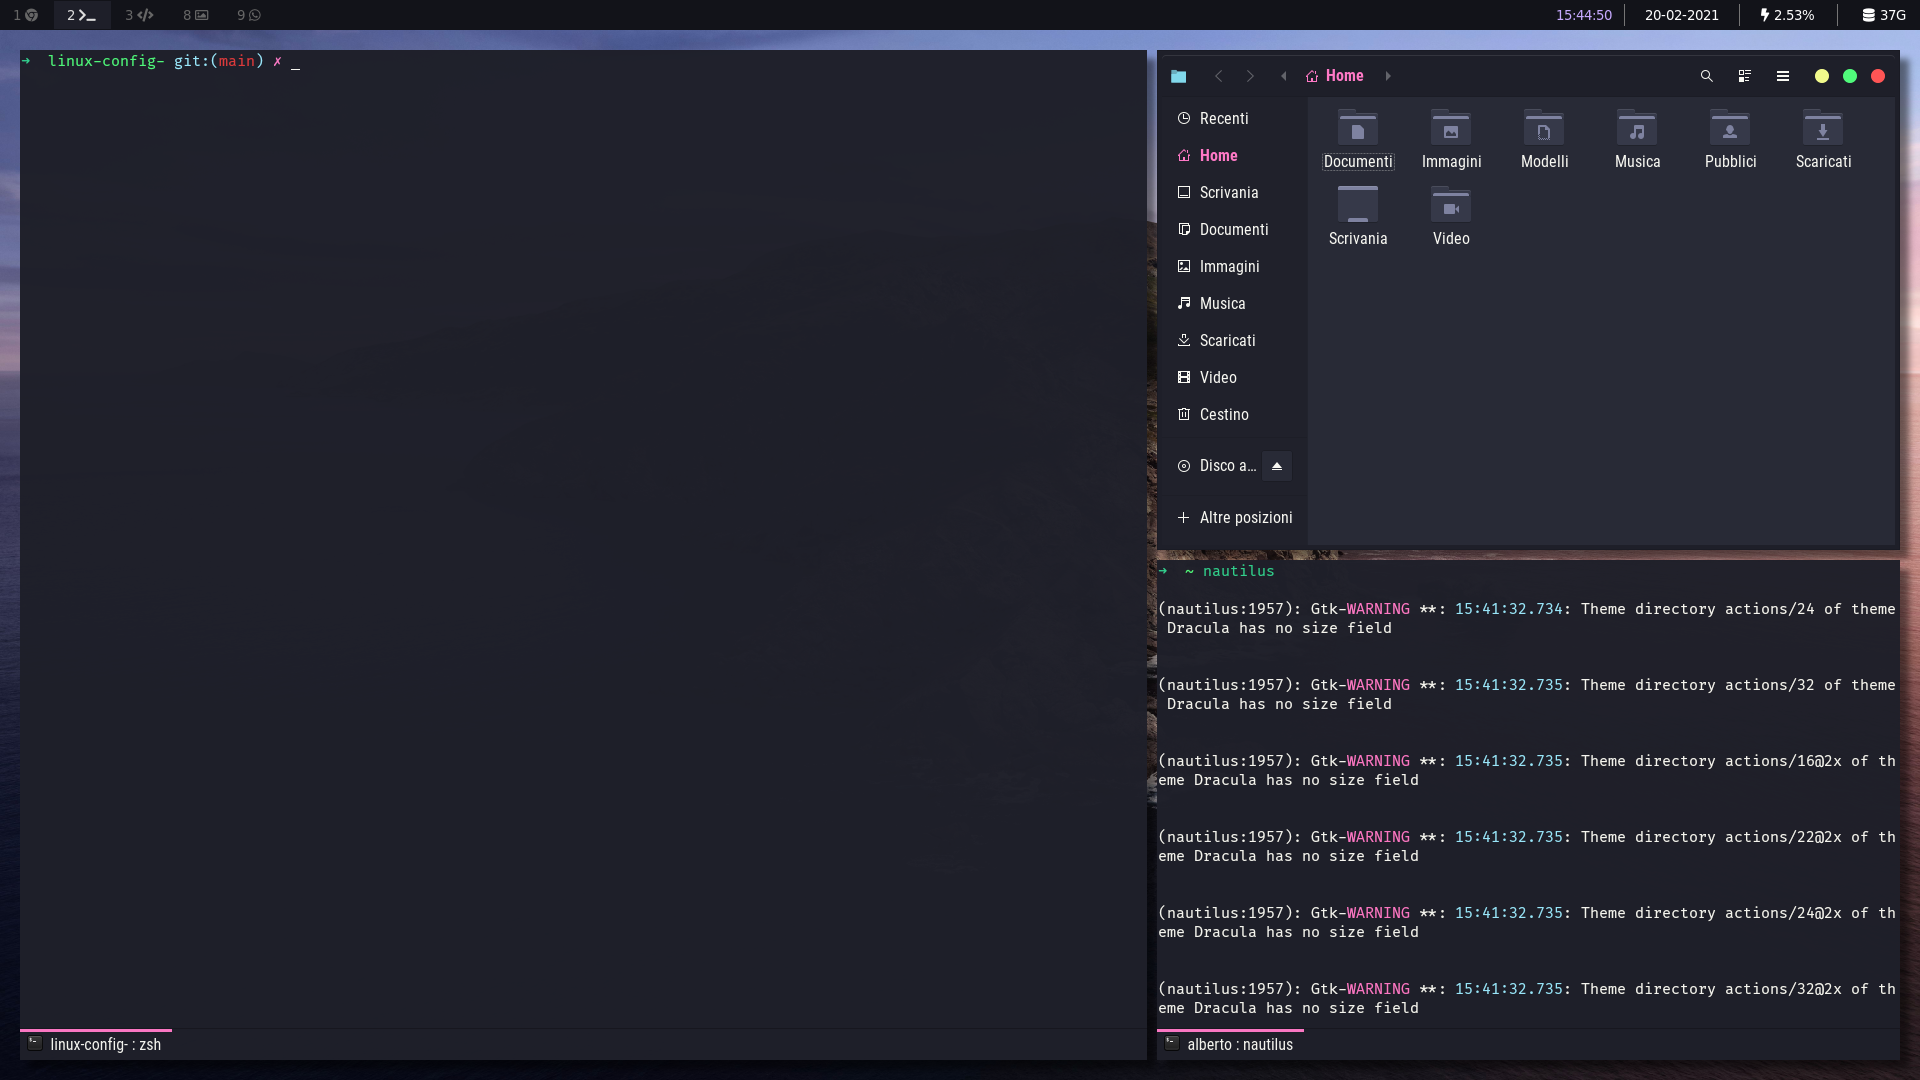 1 2 3 8 9 15:44:50 20-02-2021 2.53% 37G
➜ linux-config- git:(main) ✗ _
linux-config- : zsh
Home
Recenti
Home
Scrivania
Documenti
Immagini
Musica
Scaricati
Video
Cestino
Disco a...
Altre posizioni
Documenti Immagini Modelli Musica Pubblici Scaricati
Scrivania Video
➜ ~ nautilus
(nautilus:1957): Gtk-WARNING **: 15:41:32.734: Theme directory actions/24 of theme
Dracula has no size field
(nautilus:1957): Gtk-WARNING **: 15:41:32.735: Theme directory actions/32 of theme
Dracula has no size field
(nautilus:1957): Gtk-WARNING **: 15:41:32.735: Theme directory actions/16@2x of th
eme Dracula has no size field
(nautilus:1957): Gtk-WARNING **: 15:41:32.735: Theme directory actions/22@2x of th
eme Dracula has no size field
(nautilus:1957): Gtk-WARNING **: 15:41:32.735: Theme directory actions/24@2x of th
eme Dracula has no size field
(nautilus:1957): Gtk-WARNING **: 15:41:32.735: Theme directory actions/32@2x of th
eme Dracula has no size field
alberto : nautilus